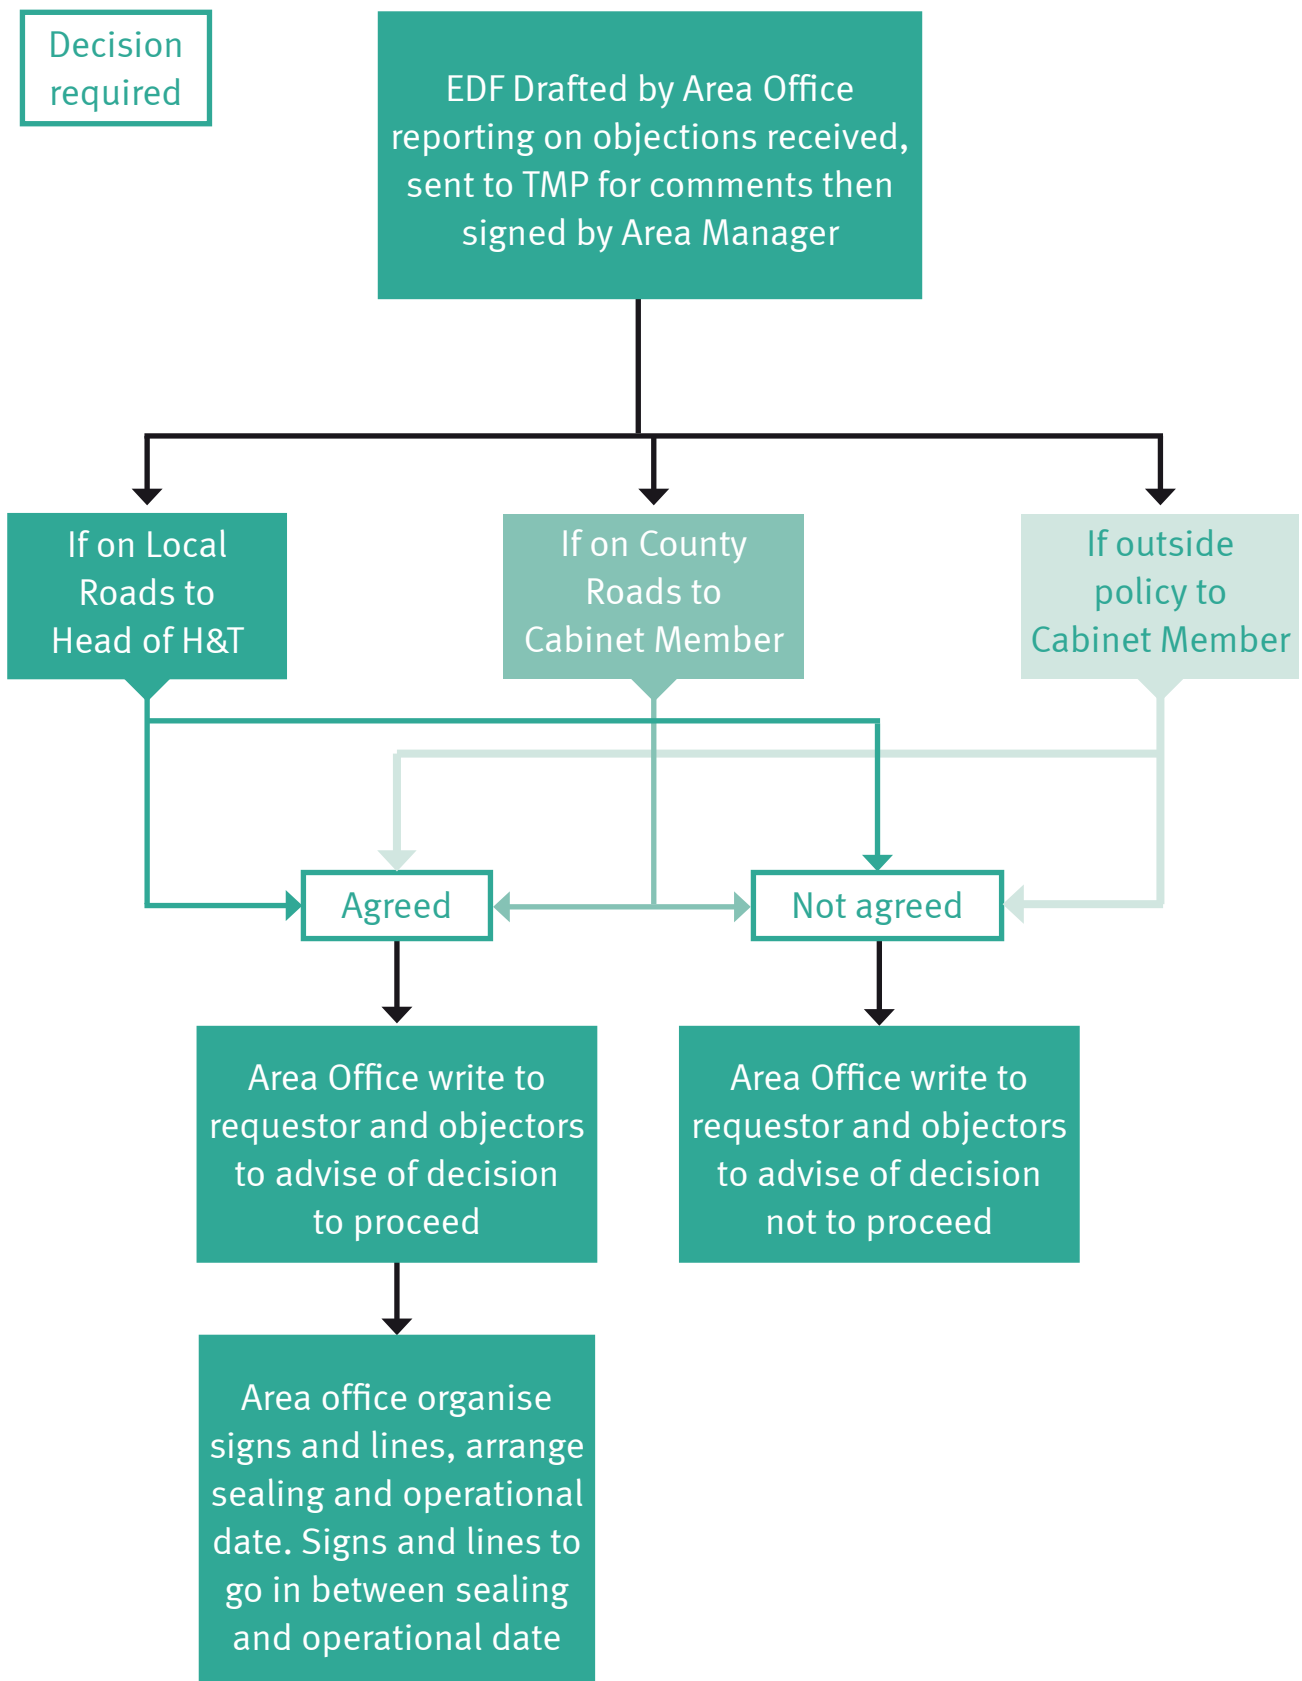 Decision
required
EDF Drafted by Area Office
reporting on objections received,
sent to TMP for comments then
signed by Area Manager
If on Local
Roads to
Head of H&T
If on County
Roads to
Cabinet Member
If outside
policy to
Cabinet Member
Agreed
Not agreed
Area Office write to
requestor and objectors
to advise of decision
to proceed
Area Office write to
requestor and objectors
to advise of decision
not to proceed
Area office organise
signs and lines, arrange
sealing and operational
date. Signs and lines to
go in between sealing
and operational date